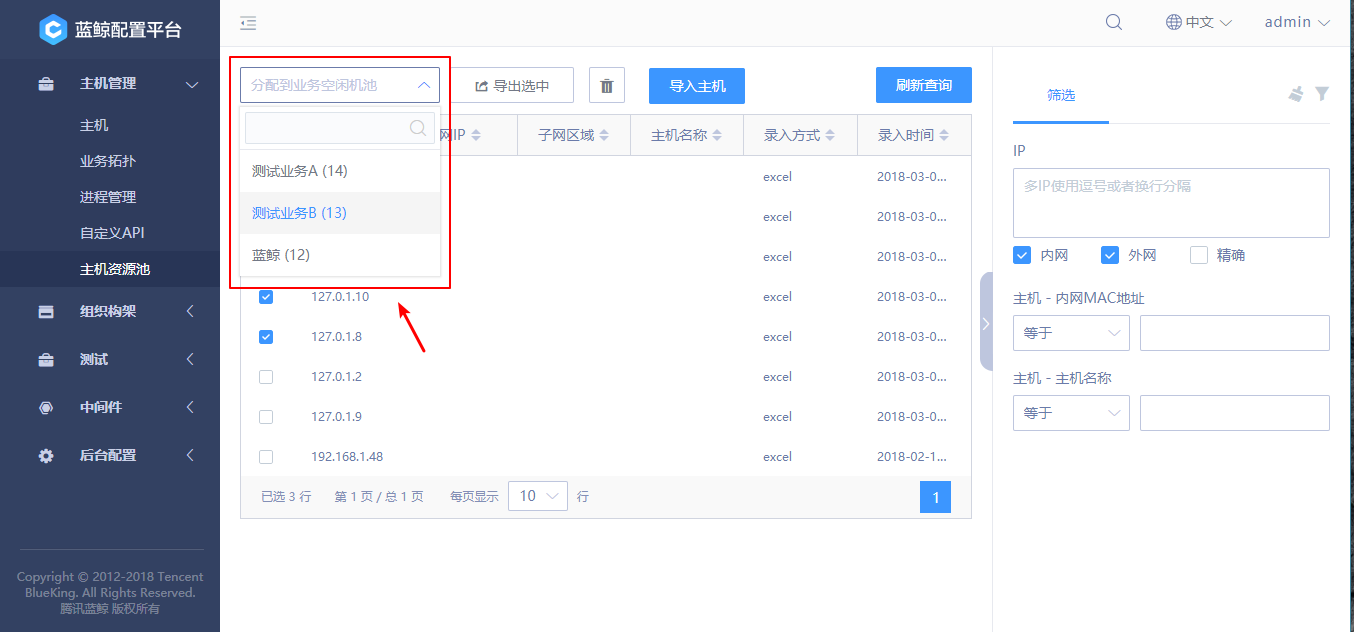 蓝鲸配置平台
主机管理
主机
业务拓扑
进程管理
自定义API
主机资源池
组织构架
测试
中间件
后台配置
Copyright © 2012-2018 Tencent
BlueKing. All Rights Reserved.
腾讯蓝鲸 版权所有
中文
admin
分配到业务空闲机池
导出选中
导入主机
刷新查询
测试业务A (14)
测试业务B (13)
蓝鲸 (12)
网IP 子网区域 主机名称 录入方式 录入时间
excel 2018-03-0...
excel 2018-03-0...
excel 2018-03-0...
127.0.1.10 excel 2018-03-0...
127.0.1.8 excel 2018-03-0...
127.0.1.2 excel 2018-03-0...
127.0.1.9 excel 2018-03-0...
192.168.1.48 excel 2018-02-1...
已选 3 行 第 1 页 / 总 1 页 每页显示 10 行 1
筛选
IP
多IP使用逗号或者换行分隔
内网 外网 精确
主机 - 内网MAC地址
等于
主机 - 主机名称
等于